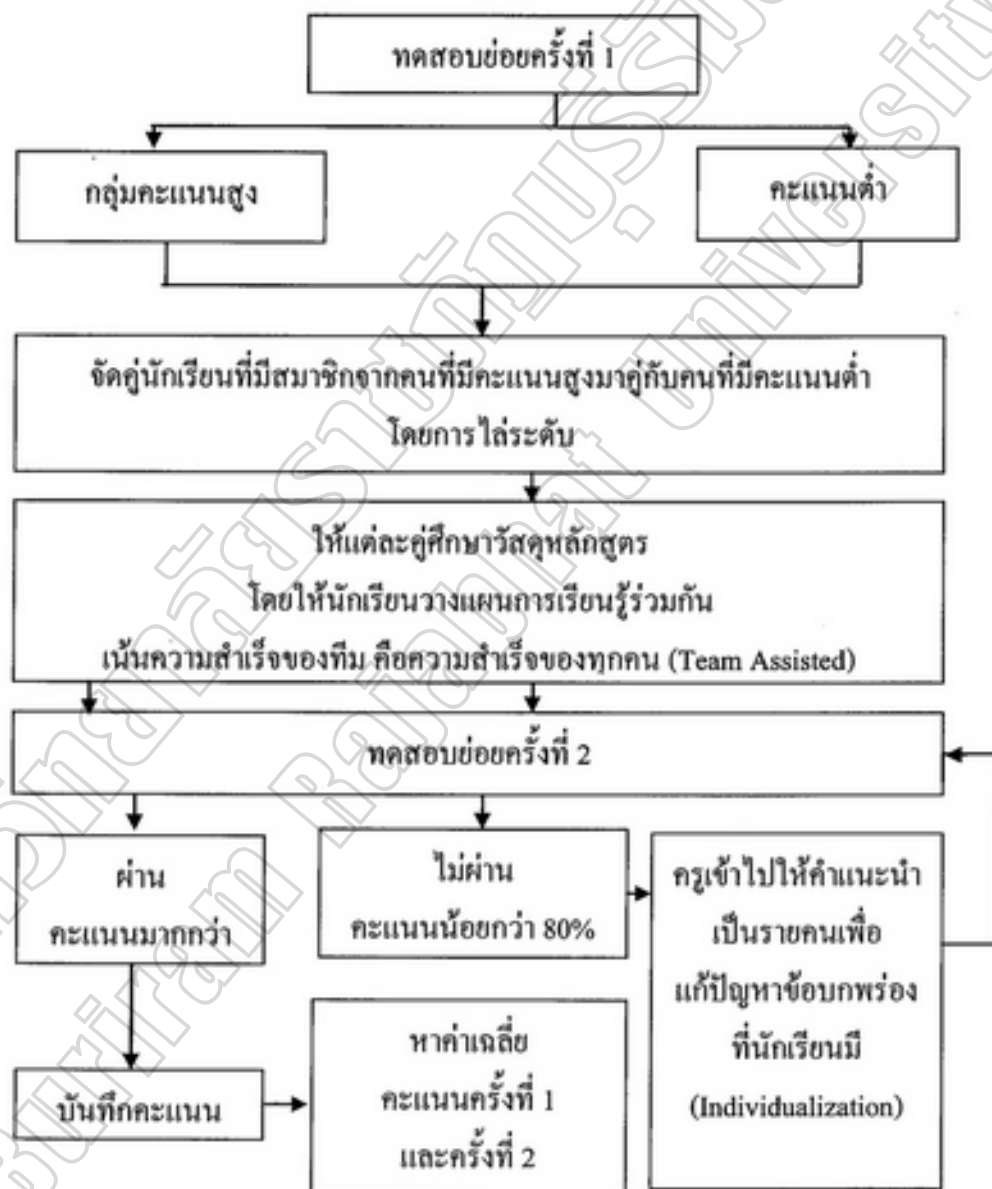 ทดสอบย่อยครั้งที่ 1
กลุ่มคะแนนสูง
คะแนนต่ำ
จัดคู่นักเรียนที่มีสมาชิกจากคนที่มีคะแนนสูงมาคู่กับคนที่มีคะแนนต่ำ
โดยการไล่ระดับ
ให้แต่ละคู่ศึกษาวัสดุหลักสูตร
โดยให้นักเรียนวางแผนการเรียนรู้ร่วมกัน
เน้นความสำเร็จของทีม คือความสำเร็จของทุกคน (Team Assisted)
ทดสอบย่อยครั้งที่ 2
ผ่าน
คะแนนมากกว่า
ไม่ผ่าน
คะแนนน้อยกว่า 80%
ครูเข้าไปให้คำแนะนำ
เป็นรายคนเพื่อ
แก้ปัญหาข้อบกพร่อง
ที่นักเรียนมี
(Individualization)
บันทึกคะแนน
หาค่าเฉลี่ย
คะแนนครั้งที่ 1
และครั้งที่ 2
Buriram Rajabhat University